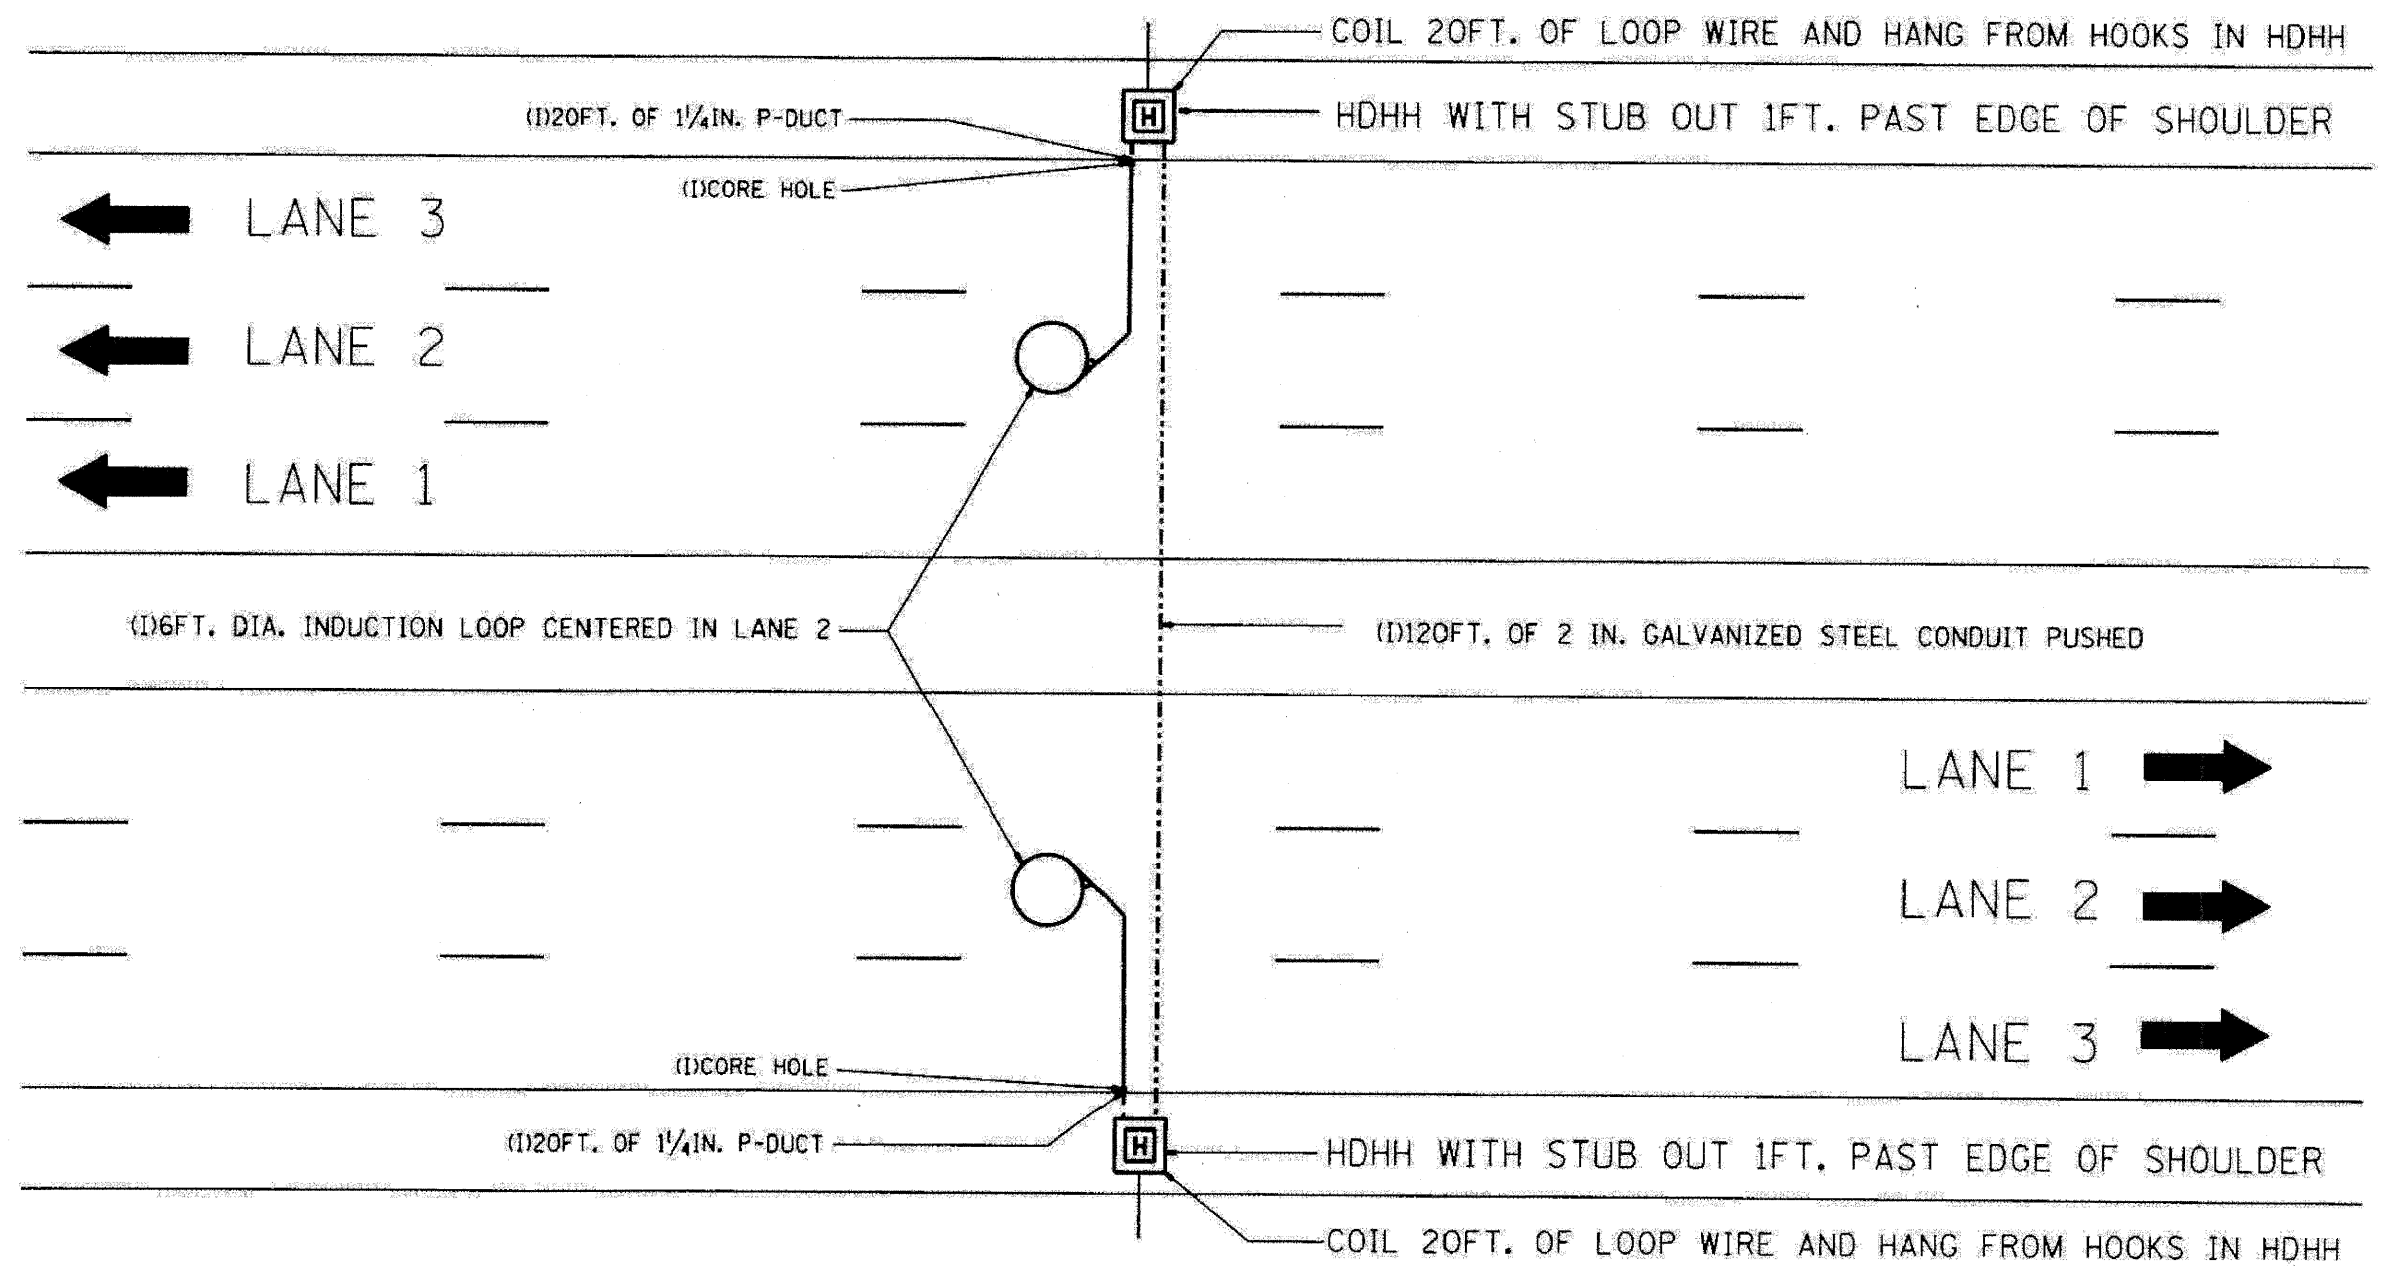 COIL 20FT. OF LOOP WIRE AND HANG FROM HOOKS IN HDHH
(1)20FT. OF 1¼IN. P-DUCT
H
HDHH WITH STUB OUT 1FT. PAST EDGE OF SHOULDER
(1)CORE HOLE
LANE 3
LANE 2
LANE 1
(1)6FT. DIA. INDUCTION LOOP CENTERED IN LANE 2
(1)120FT. OF 2 IN. GALVANIZED STEEL CONDUIT PUSHED
LANE 1
LANE 2
LANE 3
(1)CORE HOLE
(1)20FT. OF 1¼IN. P-DUCT
H
HDHH WITH STUB OUT 1FT. PAST EDGE OF SHOULDER
COIL 20FT. OF LOOP WIRE AND HANG FROM HOOKS IN HDHH